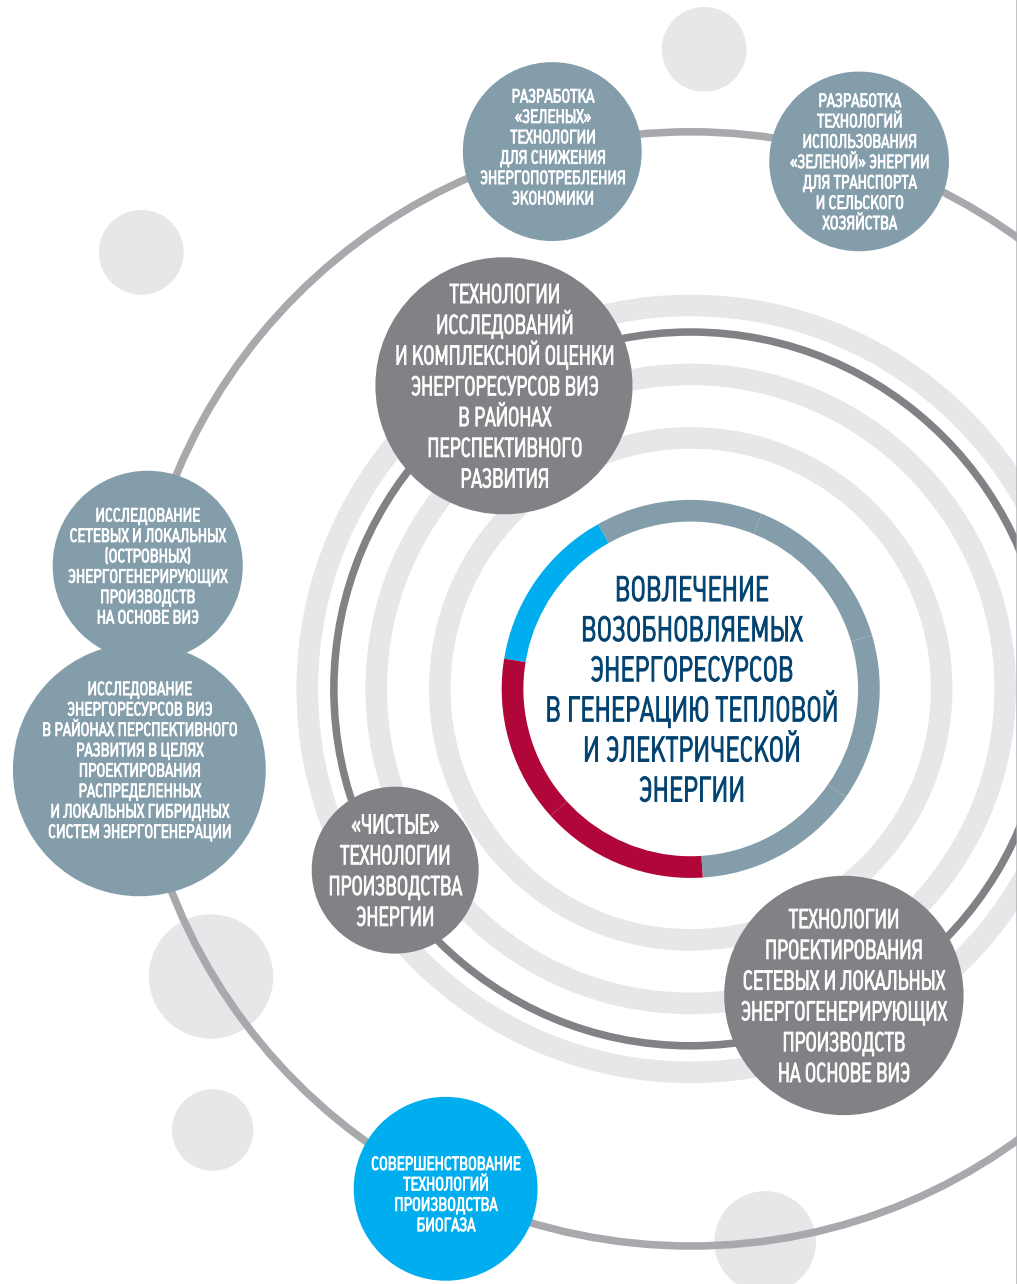 РАЗРАБОТКА
«ЗЕЛЕНЫХ»
ТЕХНОЛОГИИ
ДЛЯ СНИЖЕНИЯ
ЭНЕРГОПОТРЕБЛЕНИЯ
ЭКОНОМИКИ
РАЗРАБОТКА
ТЕХНОЛОГИЙ
ИСПОЛЬЗОВАНИЯ
«ЗЕЛЕНОЙ» ЭНЕРГИИ
ДЛЯ ТРАНСПОРТА
И СЕЛЬСКОГО
ХОЗЯЙСТВА
ТЕХНОЛОГИИ
ИССЛЕДОВАНИЙ
И КОМПЛЕКСНОЙ ОЦЕНКИ
ЭНЕРГОРЕСУРСОВ ВИЭ
В РАЙОНАХ
ПЕРСПЕКТИВНОГО
РАЗВИТИЯ
ИССЛЕДОВАНИЕ
СЕТЕВЫХ И ЛОКАЛЬНЫХ
(ОСТРОВНЫХ)
ЭНЕРГОГЕНЕРИРУЮЩИХ
ПРОИЗВОДСТВ
НА ОСНОВЕ ВИЭ
ВОВЛЕЧЕНИЕ
ВОЗОБНОВЛЯЕМЫХ
ЭНЕРГОРЕСУРСОВ
В ГЕНЕРАЦИЮ ТЕПЛОВОЙ
И ЭЛЕКТРИЧЕСКОЙ
ЭНЕРГИИ
ИССЛЕДОВАНИЕ
ЭНЕРГОРЕСУРСОВ ВИЭ
В РАЙОНАХ ПЕРСПЕКТИВНОГО
РАЗВИТИЯ В ЦЕЛЯХ
ПРОЕКТИРОВАНИЯ
РАСПРЕДЕЛЕННЫХ
И ЛОКАЛЬНЫХ ГИБРИДНЫХ
СИСТЕМ ЭНЕРГОГЕНЕРАЦИИ
«ЧИСТЫЕ»
ТЕХНОЛОГИИ
ПРОИЗВОДСТВА
ЭНЕРГИИ
ТЕХНОЛОГИИ
ПРОЕКТИРОВАНИЯ
СЕТЕВЫХ И ЛОКАЛЬНЫХ
ЭНЕРГОГЕНЕРИРУЮЩИХ
ПРОИЗВОДСТВ
НА ОСНОВЕ ВИЭ
СОВЕРШЕНСТВОВАНИЕ
ТЕХНОЛОГИЙ
ПРОИЗВОДСТВА
БИОГАЗА